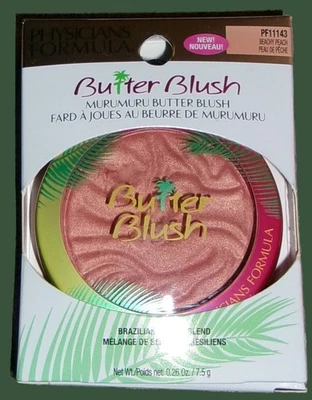 PHYSICIANS FORMULA
NEW!
NOUVEAU!
PF11143
BEACHY PEACH
PEAU DE PÊCHE
Butter Blush
MURUMURU BUTTER BLUSH
FARD À JOUES AU BEURRE DE MURUMURU
Butter
Blush
PHYSICIANS FORMULA
BRAZILIAN BLEND
MÉLANGE DE BRÉSILIENS
Net Wt./Poids net: 0.26 Oz. / 7.5 g